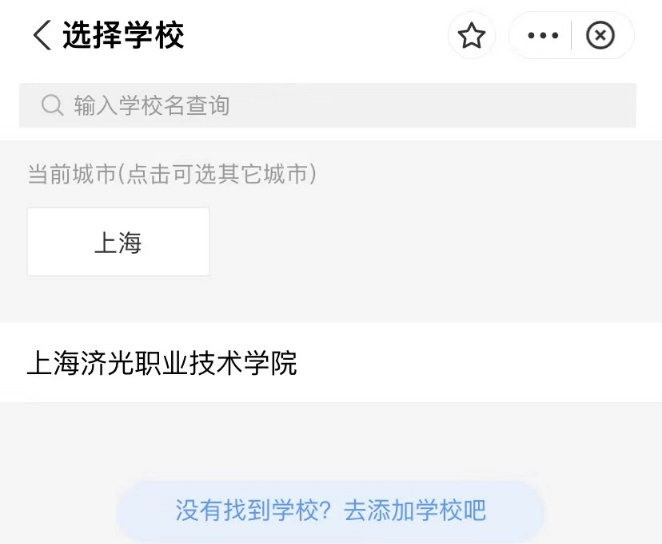 选择学校
输入学校名查询
当前城市(点击可选其它城市)
上海
上海济光职业技术学院
没有找到学校？去添加学校吧